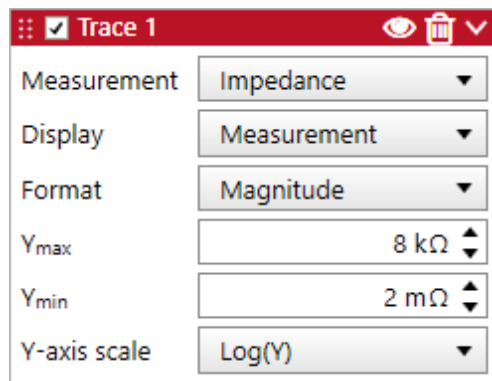 Trace 1
Measurement Impedance
Display Measurement
Format Magnitude
Ymax 8 kΩ
Ymin 2 mΩ
Y-axis scale Log(Y)